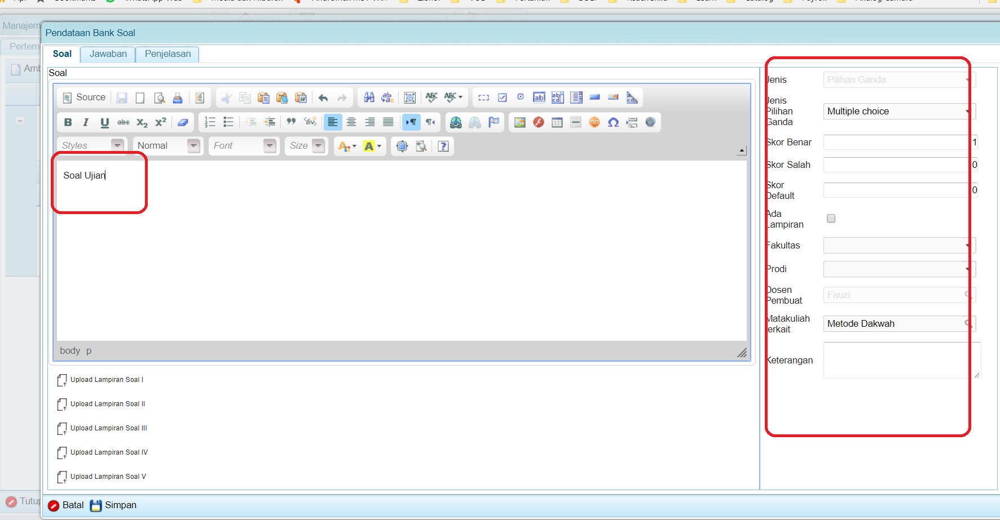 Manajem
Pendataan Bank Soal
Pertem
Soal Jawaban Penjelasan
Amb
Soal
Source
Styles Normal Font Size
Soal Ujian
body p
Upload Lampiran Soal I
Upload Lampiran Soal II
Upload Lampiran Soal III
Upload Lampiran Soal IV
Upload Lampiran Soal V
Jenis Pilihan Ganda
Jenis
Pilihan
Ganda
Multiple choice
Skor Benar 1
Skor Salah 0
Skor
Default
0
Ada
Lampiran
Fakultas
Prodi
Dosen
Pembuat
Fauzi
Matakuliah
erkait
Metode Dakwah
Keterangan
Tutup
Batal Simpan